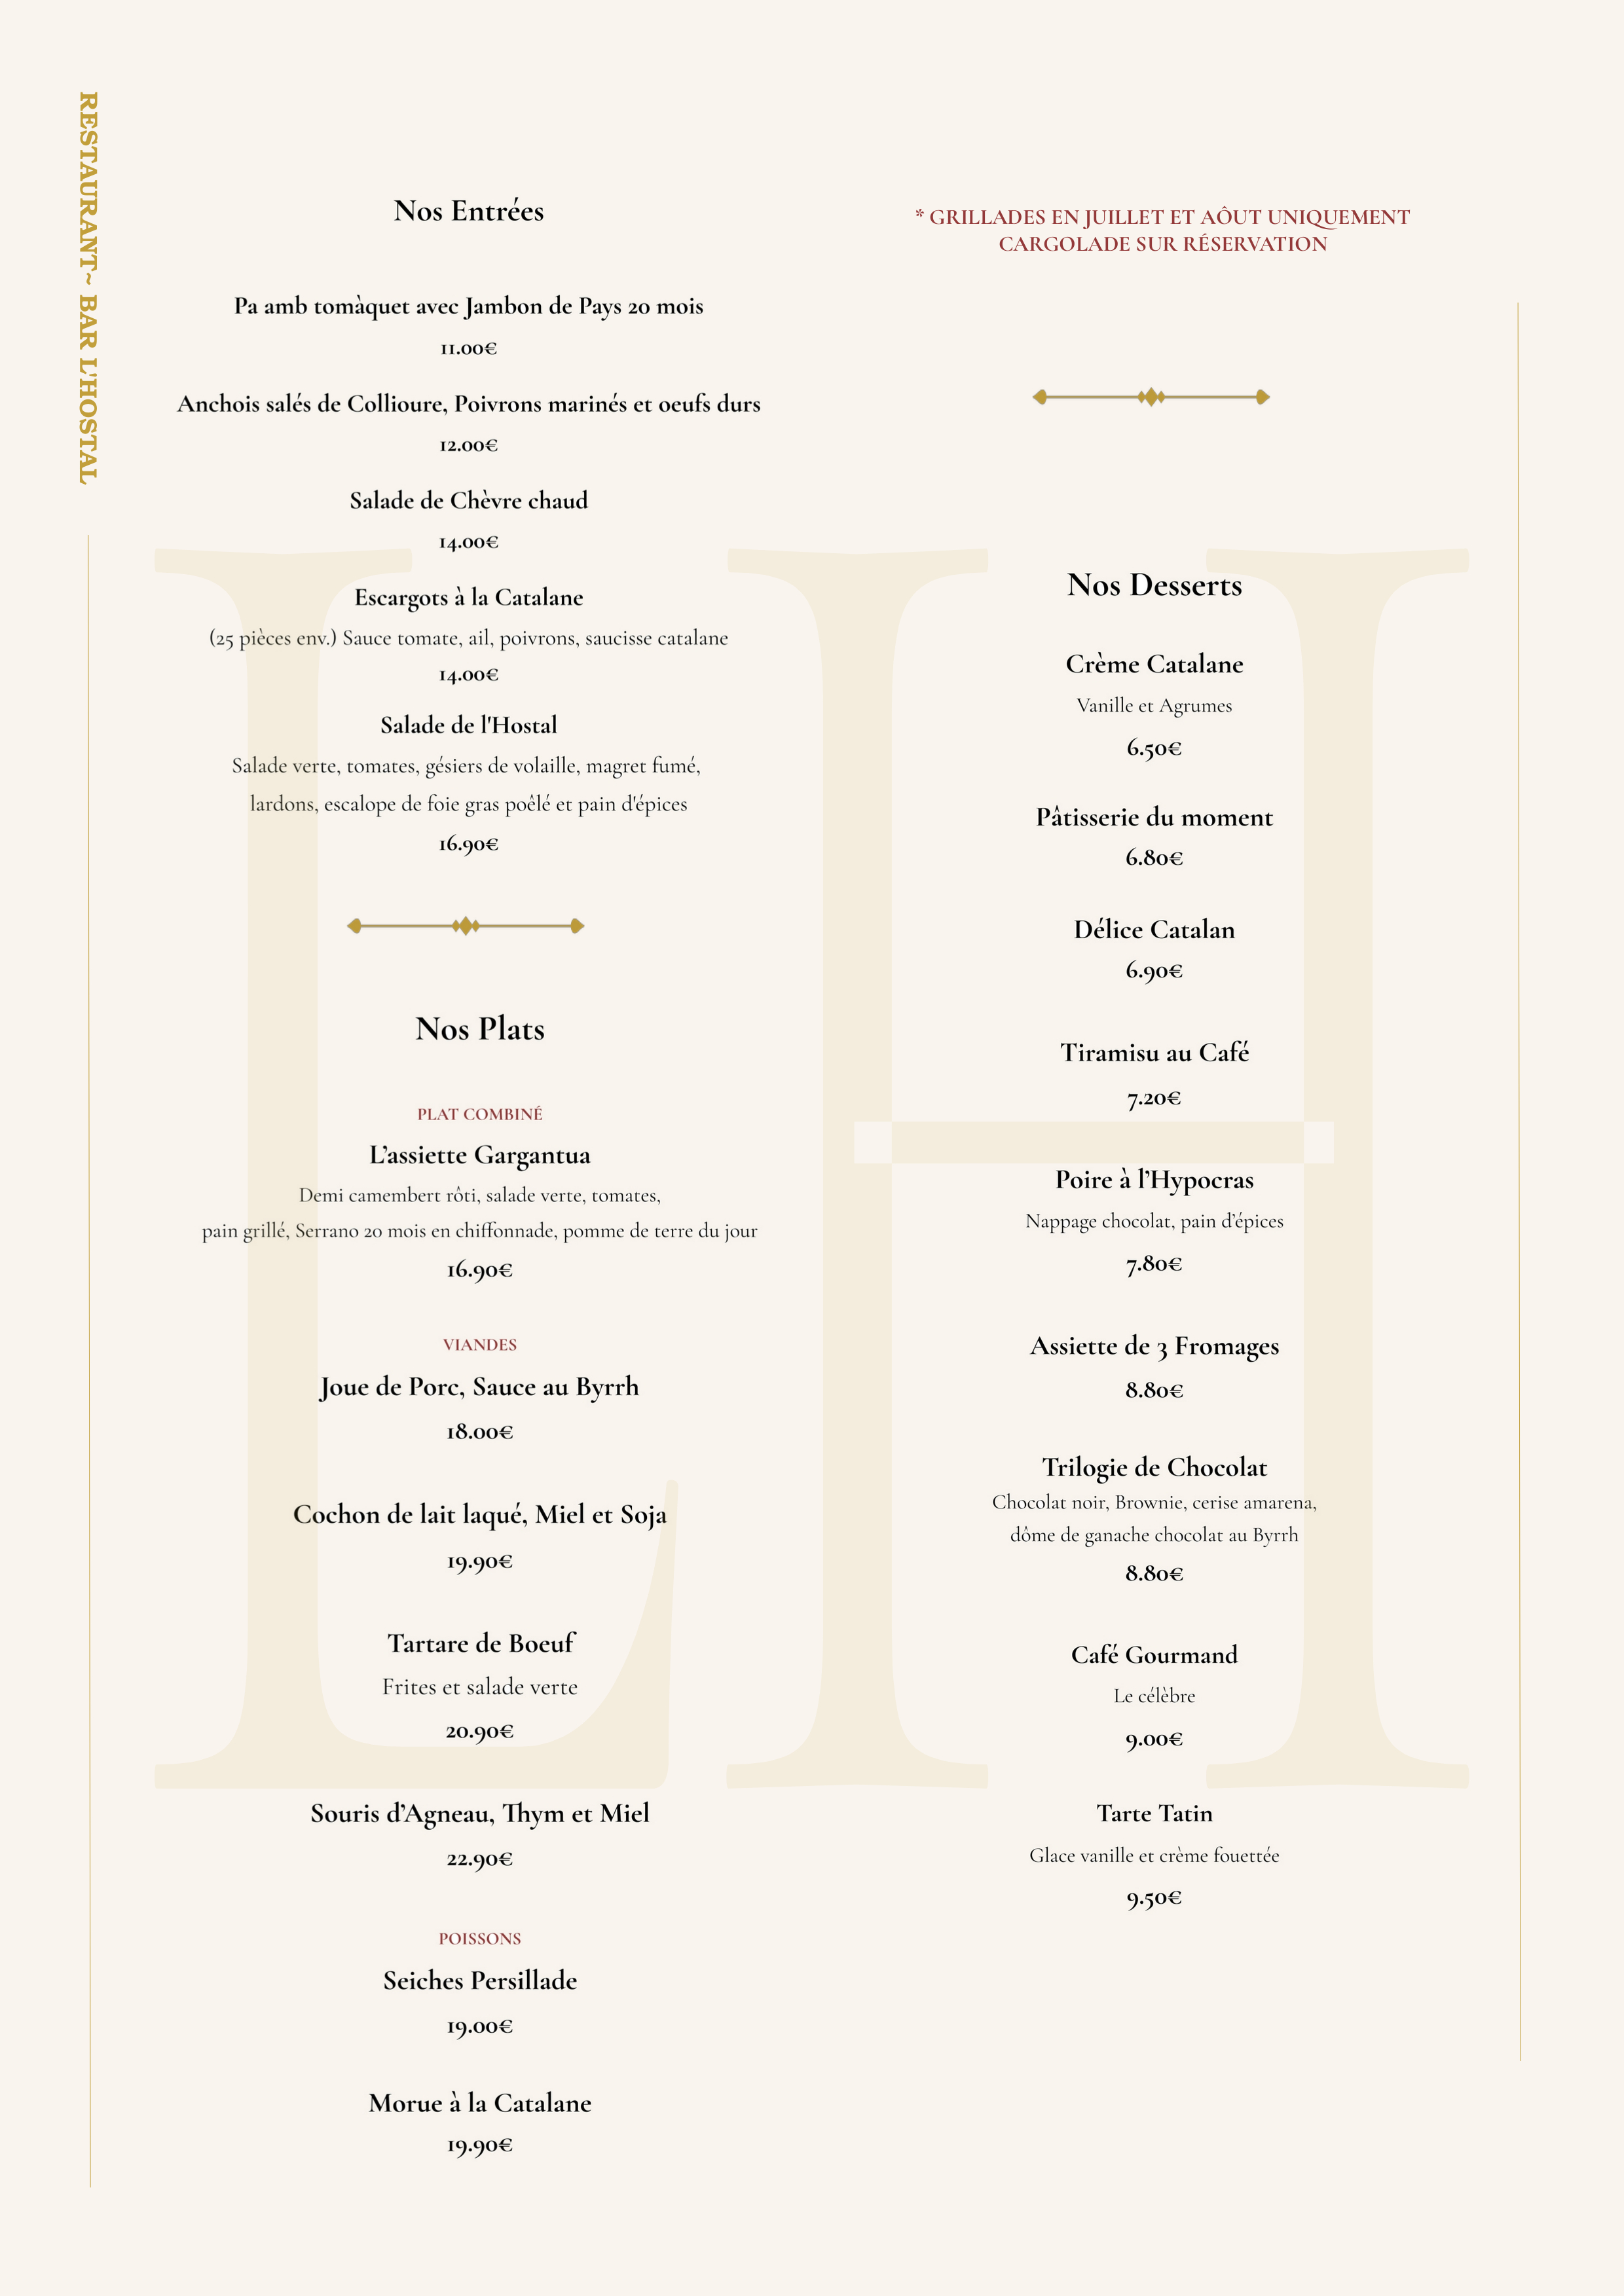 RESTAURANT~ BAR L'HOSTAL
Nos Entrées
Pa amb tomàquet avec Jambon de Pays 20 mois
11.00€
Anchois salés de Collioure, Poivrons marinés et oeufs durs
12.00€
Salade de Chèvre chaud
14.00€
Escargots à la Catalane
(25 pièces env.) Sauce tomate, ail, poivrons, saucisse catalane
14.00€
Salade de l'Hostal
Salade verte, tomates, gésiers de volaille, magret fumé,
lardons, escalope de foie gras poêlé et pain d'épices
16.90€
Nos Plats
PLAT COMBINÉ
L’assiette Gargantua
Demi camembert rôti, salade verte, tomates,
pain grillé, Serrano 20 mois en chiffonnade, pomme de terre du jour
16.90€
VIANDES
Joue de Porc, Sauce au Byrrh
18.00€
Cochon de lait laqué, Miel et Soja
19.90€
Tartare de Boeuf
Frites et salade verte
20.90€
Souris d’Agneau, Thym et Miel
22.90€
POISSONS
Seiches Persillade
19.00€
Morue à la Catalane
19.90€
* GRILLADES EN JUILLET ET AÔUT UNIQUEMENT
CARGOLADE SUR RÉSERVATION
Nos Desserts
Crème Catalane
Vanille et Agrumes
6.50€
Pâtisserie du moment
6.80€
Délice Catalan
6.90€
Tiramisu au Café
7.20€
Poire à l’Hypocras
Nappage chocolat, pain d’épices
7.80€
Assiette de 3 Fromages
8.80€
Trilogie de Chocolat
Chocolat noir, Brownie, cerise amarena,
dôme de ganache chocolat au Byrrh
8.80€
Café Gourmand
Le célèbre
9.00€
Tarte Tatin
Glace vanille et crème fouettée
9.50€
LH